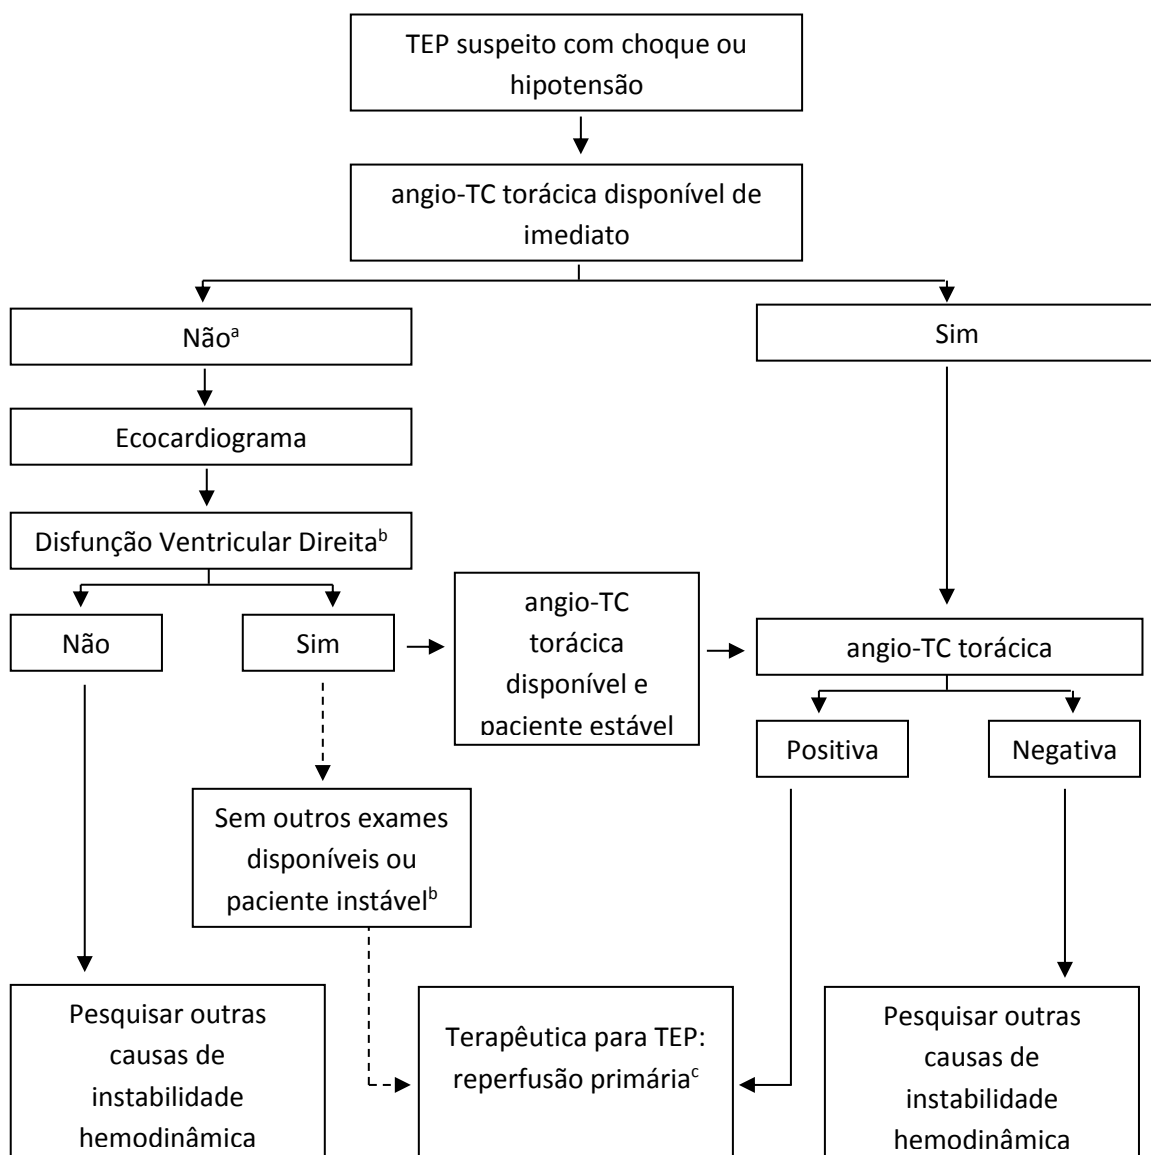 TEP suspeito com choque ou
hipotensão
angio-TC torácica disponível de
imediato
Nãoᵃ
Sim
Ecocardiograma
Disfunção Ventricular Direitaᵇ
Não
Sim
angio-TC
torácica
disponível e
paciente estável
angio-TC torácica
Positiva
Negativa
Sem outros exames
disponíveis ou
paciente instávelᵇ
Pesquisar outras
causas de
instabilidade
hemodinâmica
Terapêutica para TEP:
reperfusão primáriaᶜ
Pesquisar outras
causas de
instabilidade
hemodinâmica